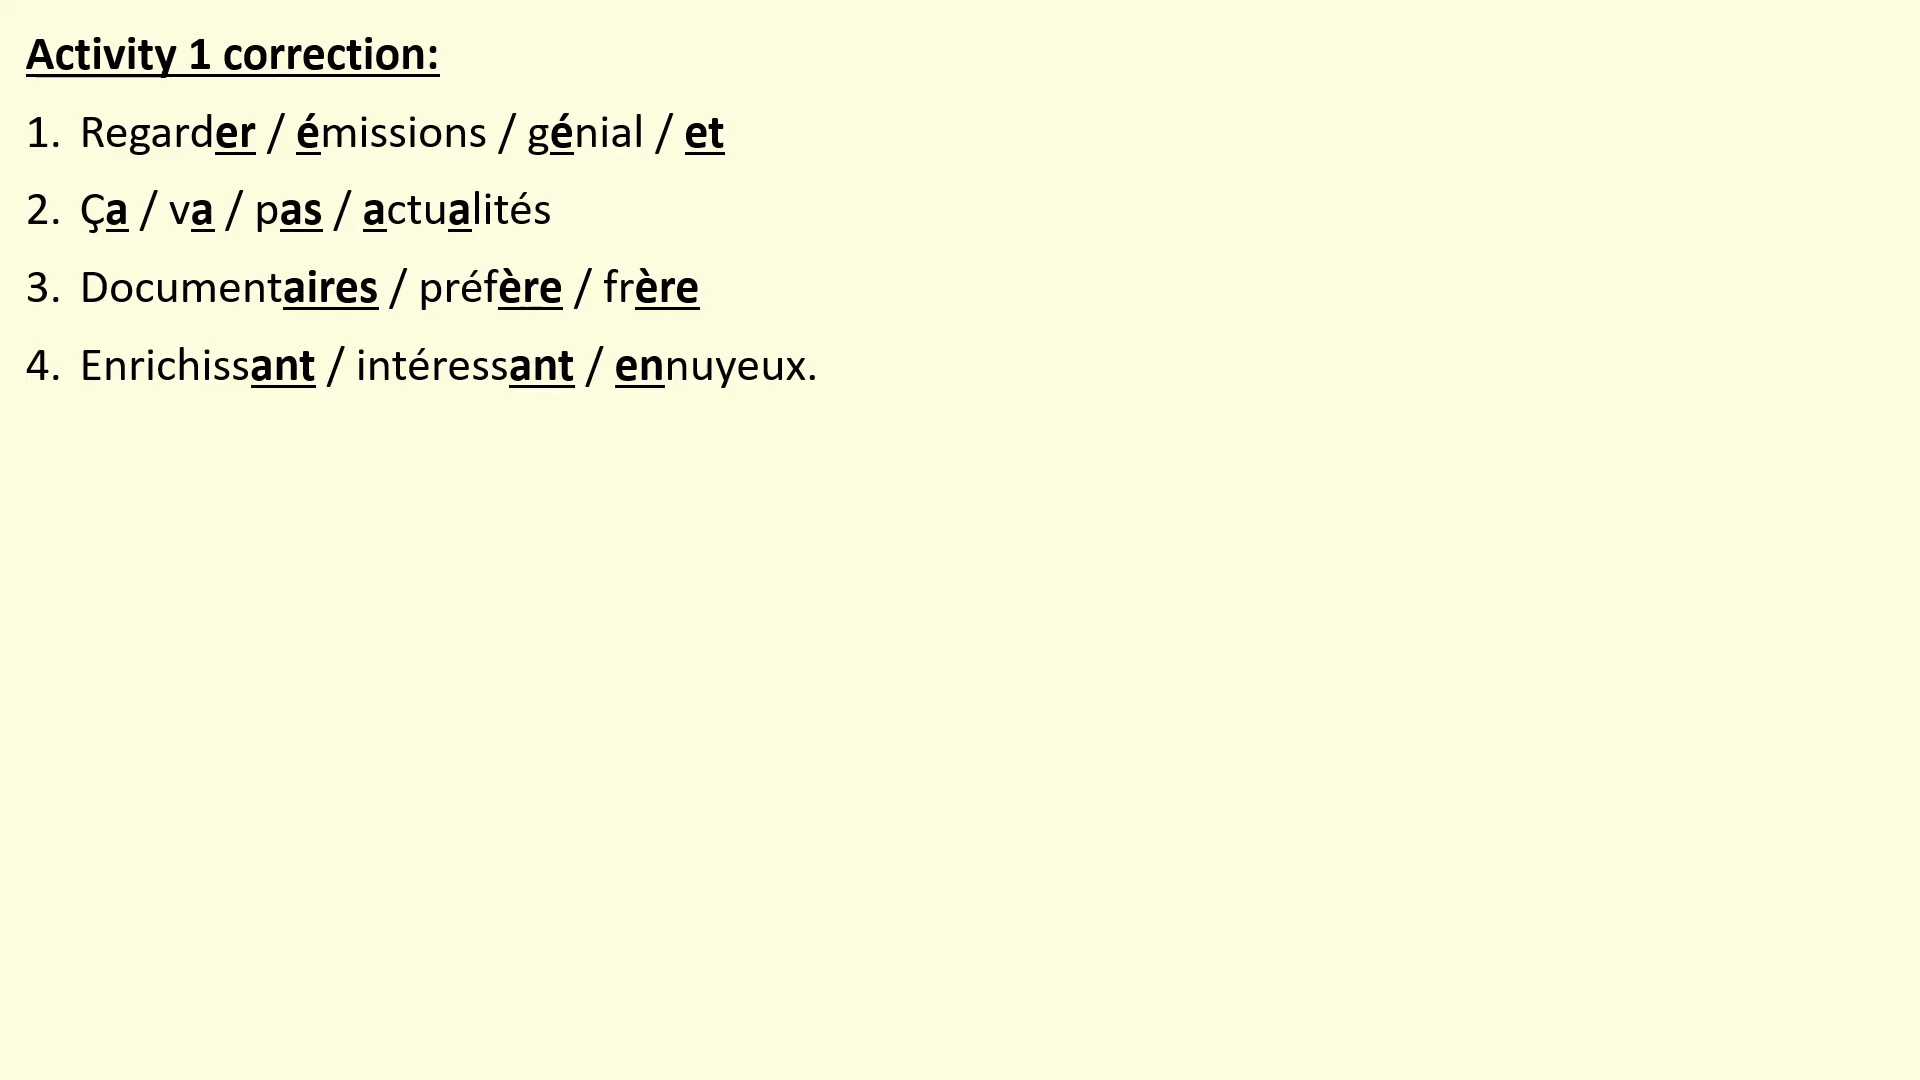 Activity 1 correction:
1. Regarder / émissions / génial / et
2. Ça / va / pas / actualités
3. Documentaires / préfère / frère
4. Enrichissant / intéressant / ennuyeux.